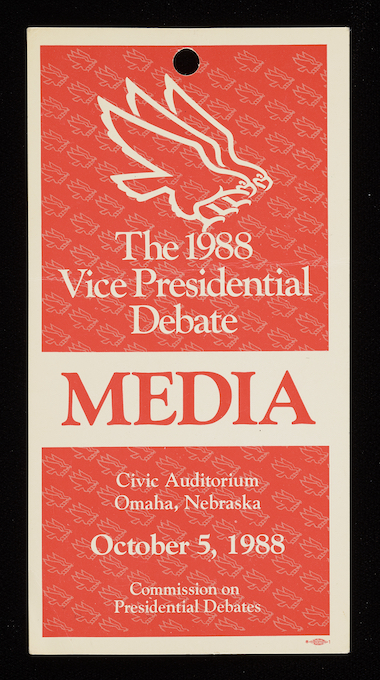 The 1988
Vice Presidential
Debate
MEDIA
Civic Auditorium
Omaha, Nebraska
October 5, 1988
Commission on
Presidential Debates